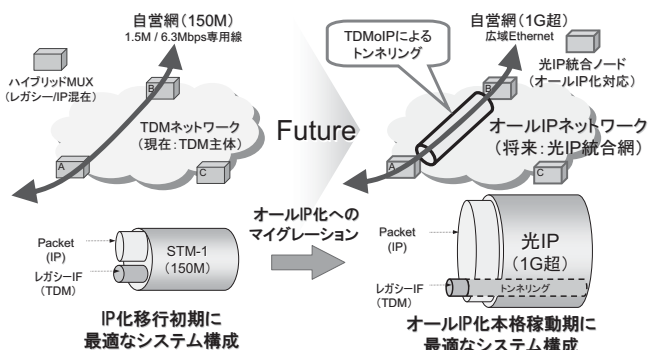 自営網(150M)
1.5M / 6.3Mbps専用線
ハイブリッドMUX
(レガシー/IP混在)
B
TDMネットワーク
(現在:TDM主体)
A
C
Future
自営網(1G超)
広域Ethernet
TDMoIPによる
トンネリング
光IP統合ノード
(オールIP化対応)
B
オールIPネットワーク
(将来:光IP統合網)
A
C
オールIP化への
マイグレーション
Packet
(IP)
レガシーIF
(TDM)
STM-1
(150M)
IP化移行初期に
最適なシステム構成
Packet
(IP)
レガシーIF
(TDM)
光IP
(1G超)
トンネリング
オールIP化本格稼動期に
最適なシステム構成